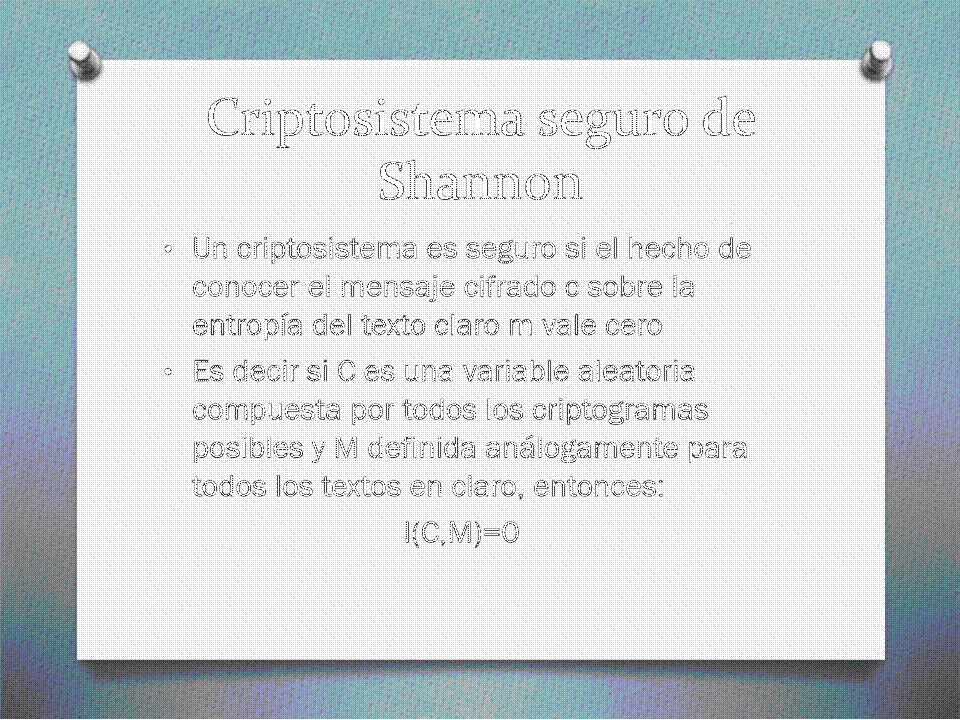 Criptosistema seguro de
Shannon
• Un criptosistema es seguro si el hecho de
conocer el mensaje cifrado c sobre la
entropía del texto claro m vale cero
• Es decir si C es una variable aleatoria
compuesta por todos los criptogramas
posibles y M definida análogamente para
todos los textos en claro, entonces:
I(C,M)=0